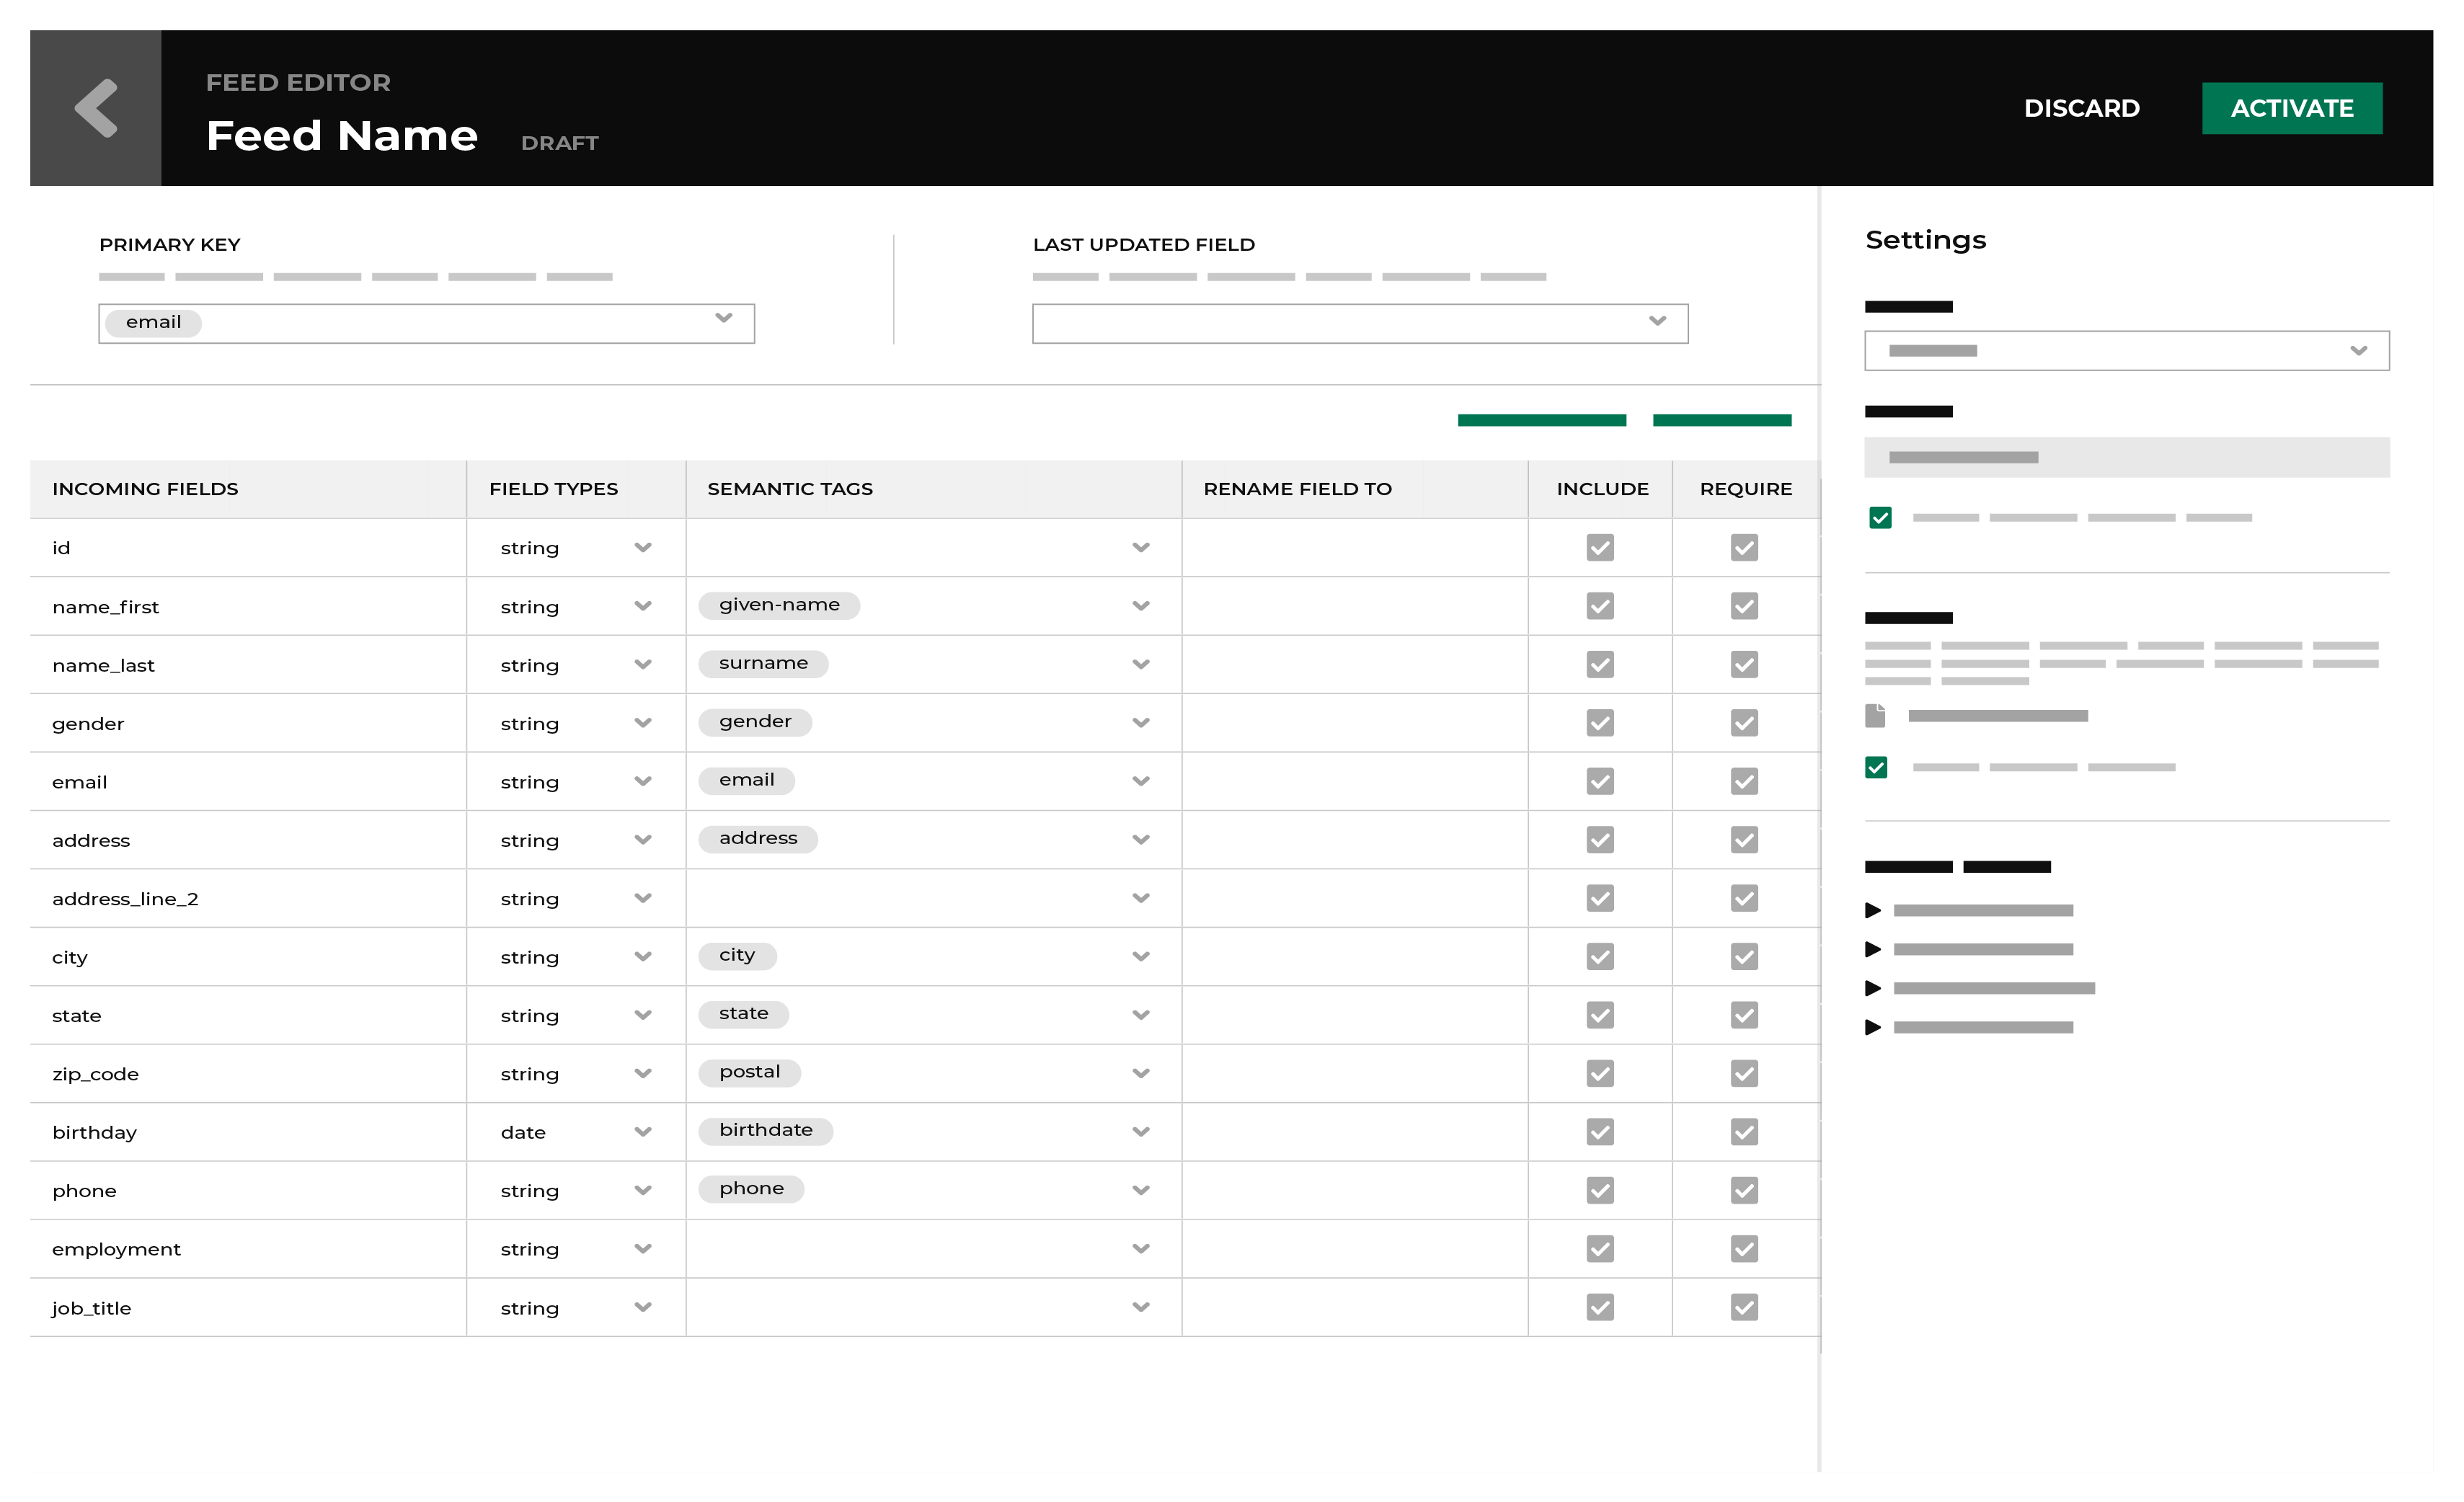 FEED EDITOR
Feed Name DRAFT
DISCARD ACTIVATE
PRIMARY KEY
email
LAST UPDATED FIELD
Settings
INCOMING FIELDS FIELD TYPES SEMANTIC TAGS RENAME FIELD TO INCLUDE REQUIRE
id string
name_first string given-name
name_last string surname
gender string gender
email string email
address string address
address_line_2 string
city string city
state string state
zip_code string postal
birthday date birthdate
phone string phone
employment string
job_title string